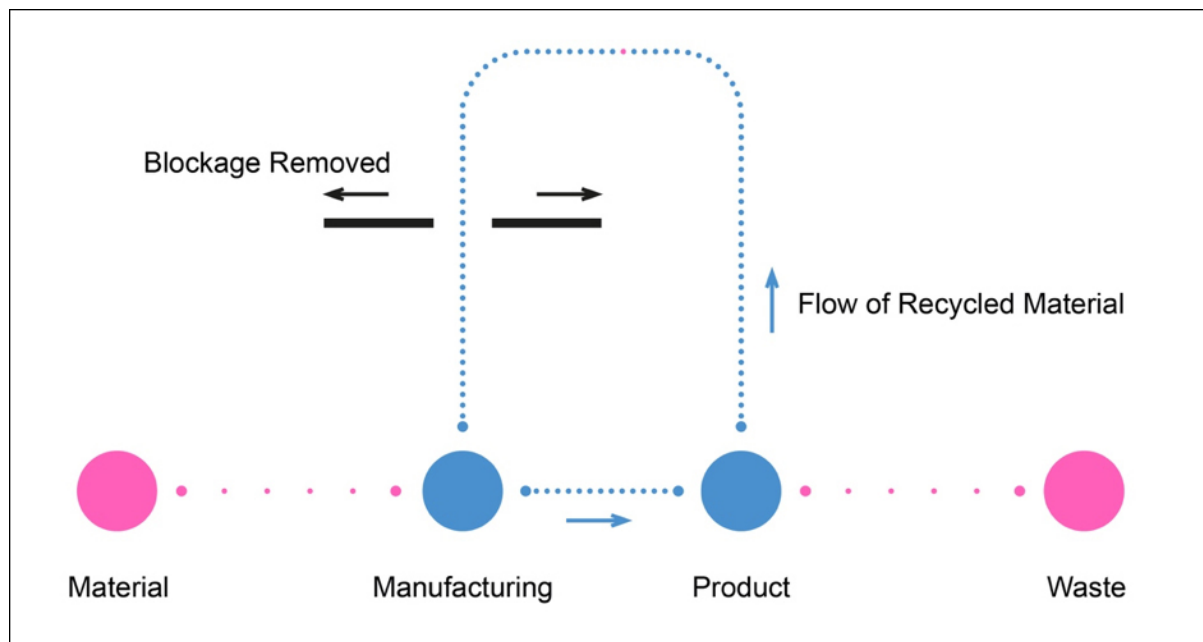 Blockage Removed
Flow of Recycled Material
Material
Manufacturing
Product
Waste